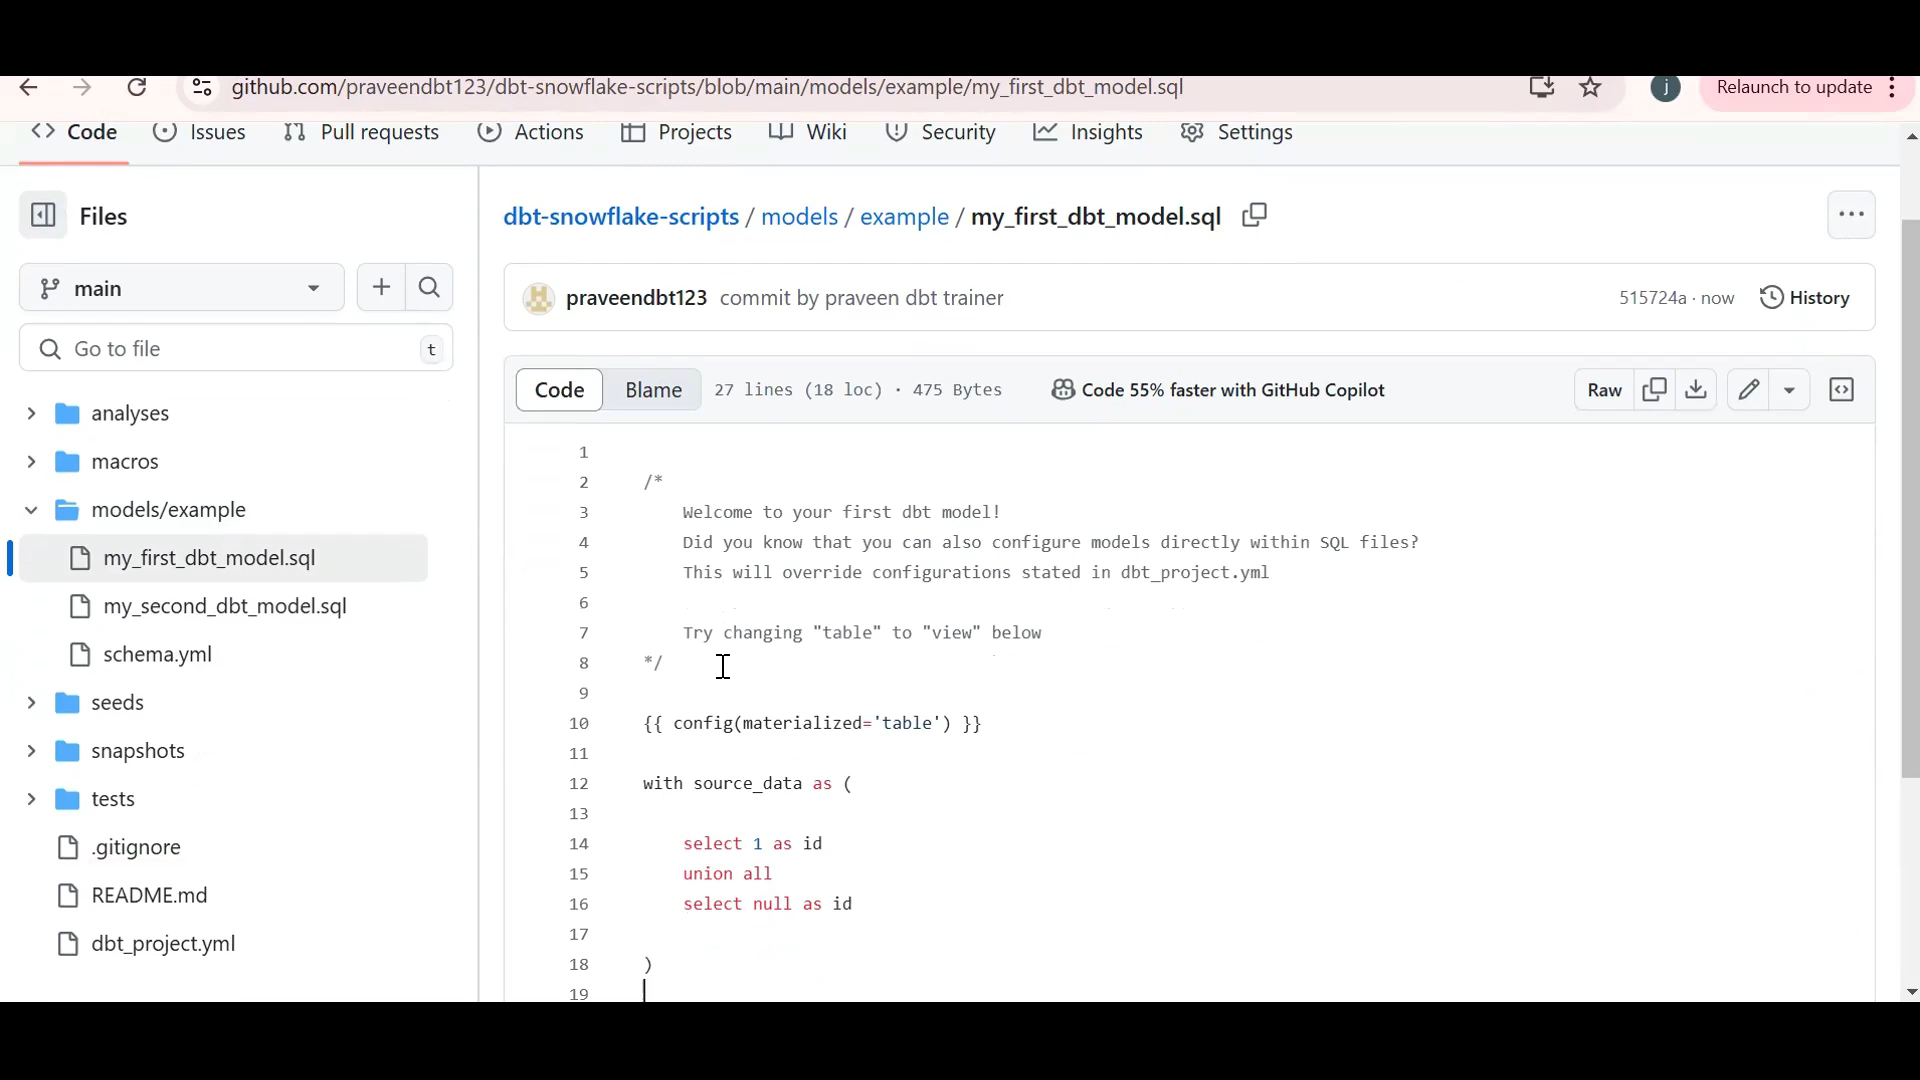 github.com/praveendbt123/dbt-snowflake-scripts/blob/main/models/example/my_first_dbt_model.sql
j
Relaunch to update
Code
Issues
Pull requests
Actions
Projects
Wiki
Security
Insights
Settings
Files
main
Go to file
t
analyses
macros
models/example
my_first_dbt_model.sql
my_second_dbt_model.sql
schema.yml
seeds
snapshots
tests
.gitignore
README.md
dbt_project.yml
dbt-snowflake-scripts / models / example / my_first_dbt_model.sql
praveendbt123 commit by praveen dbt trainer
515724a · now
History
Code
Blame
27 lines (18 loc) · 475 Bytes
Code 55% faster with GitHub Copilot
Raw
1
2 /*
3 Welcome to your first dbt model!
4 Did you know that you can also configure models directly within SQL files?
5 This will override configurations stated in dbt_project.yml
6
7 Try changing "table" to "view" below
8 */
9
10 {{ config(materialized='table') }}
11
12 with source_data as (
13
14 select 1 as id
15 union all
16 select null as id
17
18 )
19